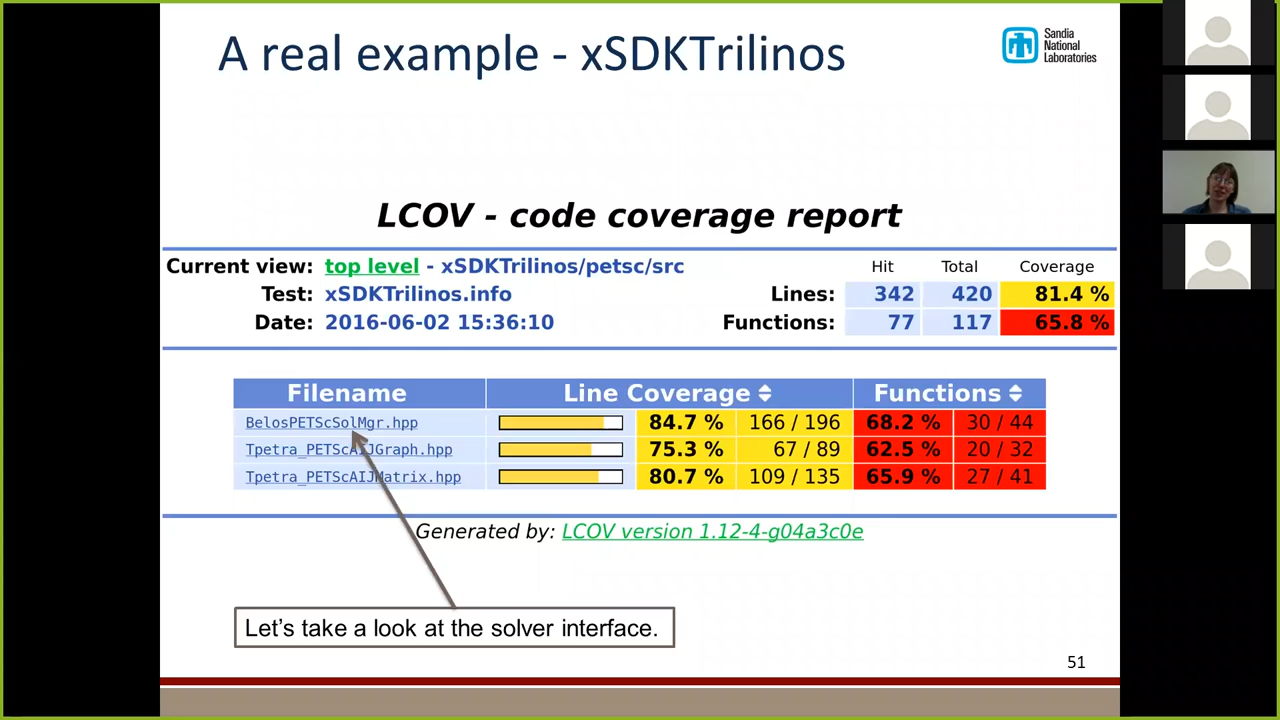 A real example - xSDKTrilinos
Sandia
National
Laboratories
LCOV - code coverage report
Current view: top level - xSDKTrilinos/petsc/src Hit Total Coverage
Test: xSDKTrilinos.info Lines: 342 420 81.4 %
Date: 2016-06-02 15:36:10 Functions: 77 117 65.8 %
Filename Line Coverage Functions
BelosPETScSolMgr.hpp 84.7 % 166 / 196 68.2 % 30 / 44
Tpetra_PETScAIJGraph.hpp 75.3 % 67 / 89 62.5 % 20 / 32
Tpetra_PETScAIJMatrix.hpp 80.7 % 109 / 135 65.9 % 27 / 41
Generated by: LCOV version 1.12-4-g04a3c0e
Let's take a look at the solver interface.
51